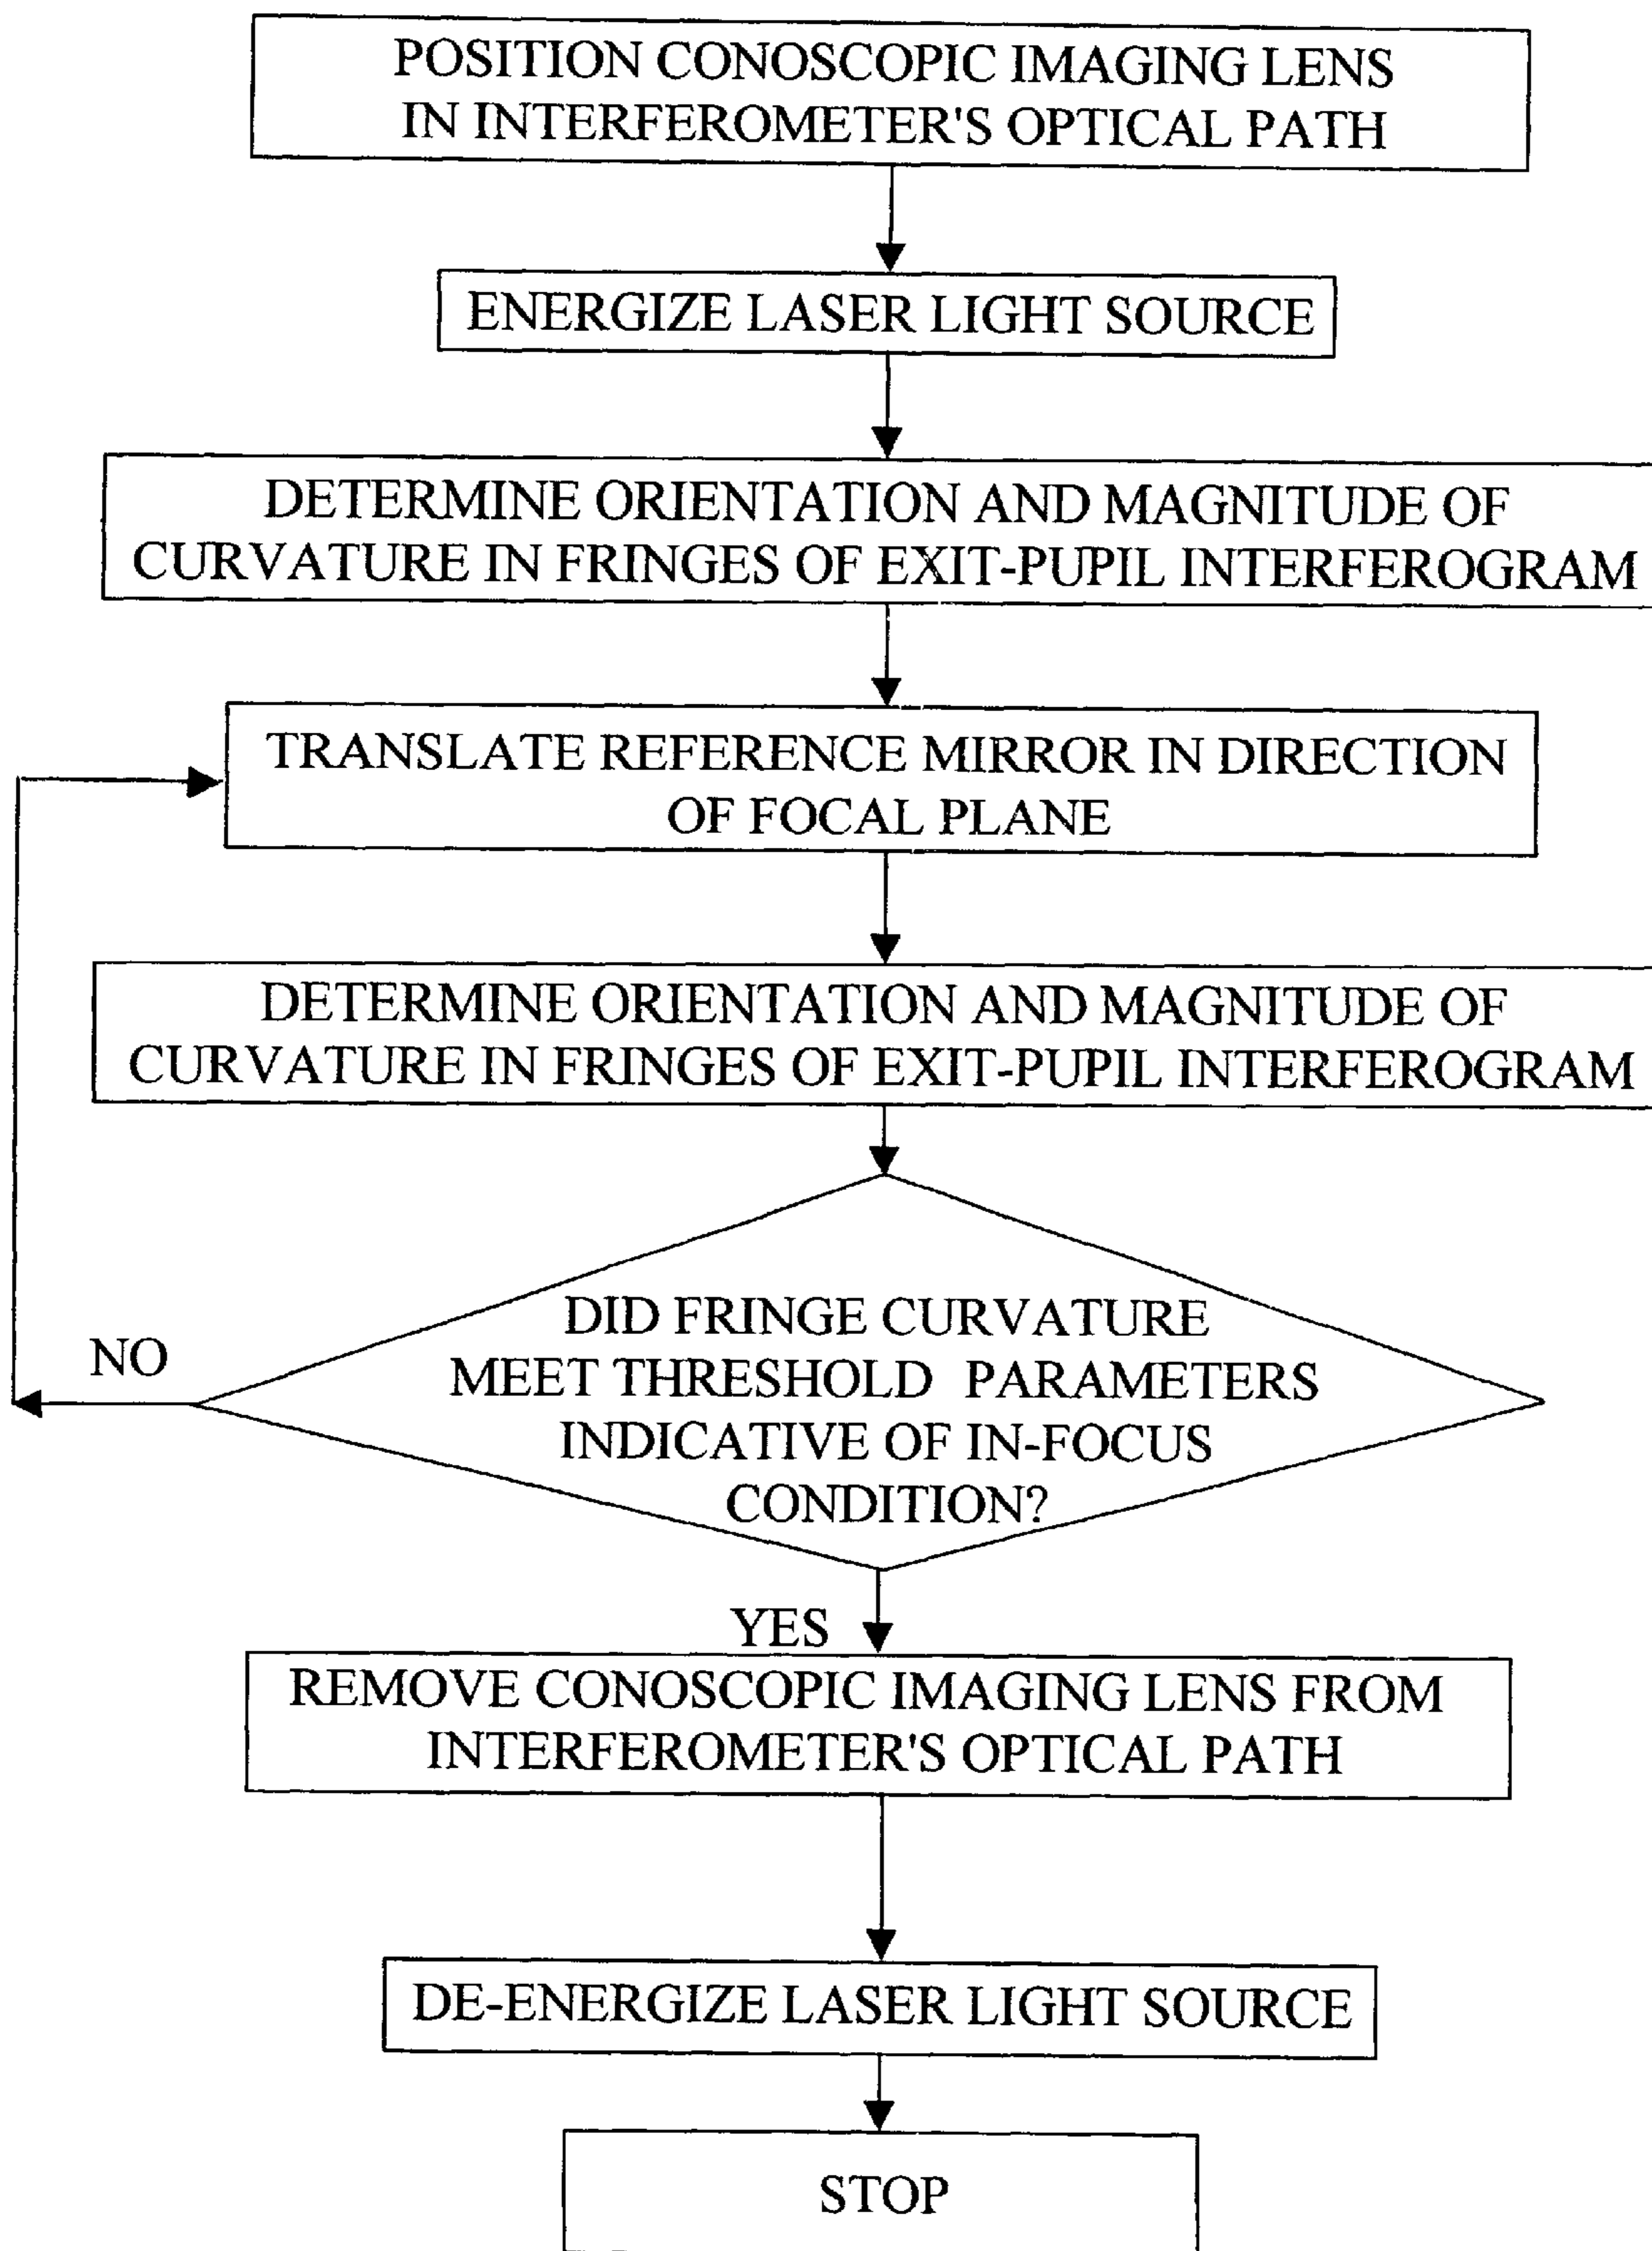 POSITION CONOSCOPIC IMAGING LENS
IN INTERFEROMETER'S OPTICAL PATH
ENERGIZE LASER LIGHT SOURCE
DETERMINE ORIENTATION AND MAGNITUDE OF
CURVATURE IN FRINGES OF EXIT-PUPIL INTERFEROGRAM
TRANSLATE REFERENCE MIRROR IN DIRECTION
OF FOCAL PLANE
DETERMINE ORIENTATION AND MAGNITUDE OF
CURVATURE IN FRINGES OF EXIT-PUPIL INTERFEROGRAM
DID FRINGE CURVATURE
MEET THRESHOLD PARAMETERS
INDICATIVE OF IN-FOCUS
CONDITION?
NO
YES
REMOVE CONOSCOPIC IMAGING LENS FROM
INTERFEROMETER'S OPTICAL PATH
DE-ENERGIZE LASER LIGHT SOURCE
STOP